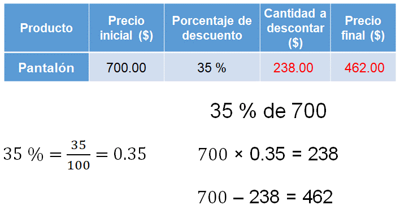 Producto Precio inicial ($) Porcentaje de descuento Cantidad a descontar ($) Precio final ($)
Pantalón 700.00 35 % 238.00 462.00
35 % de 700
35 % = 35/100 = 0.35
700 × 0.35 = 238
700 – 238 = 462